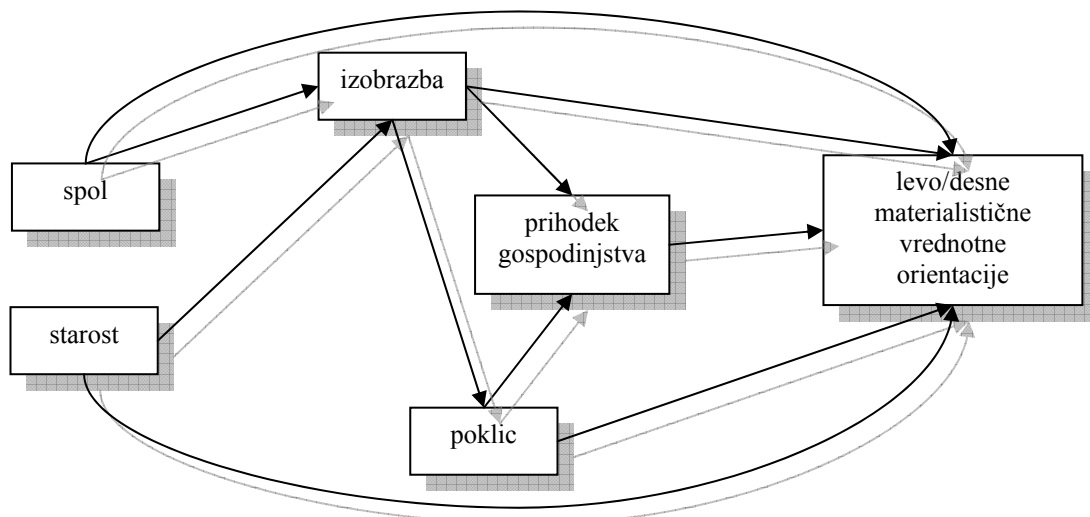 izobrazba
spol
levo/desne
materialistične
vrednotne
orientacije
prihodek
gospodinjstva
starost
poklic